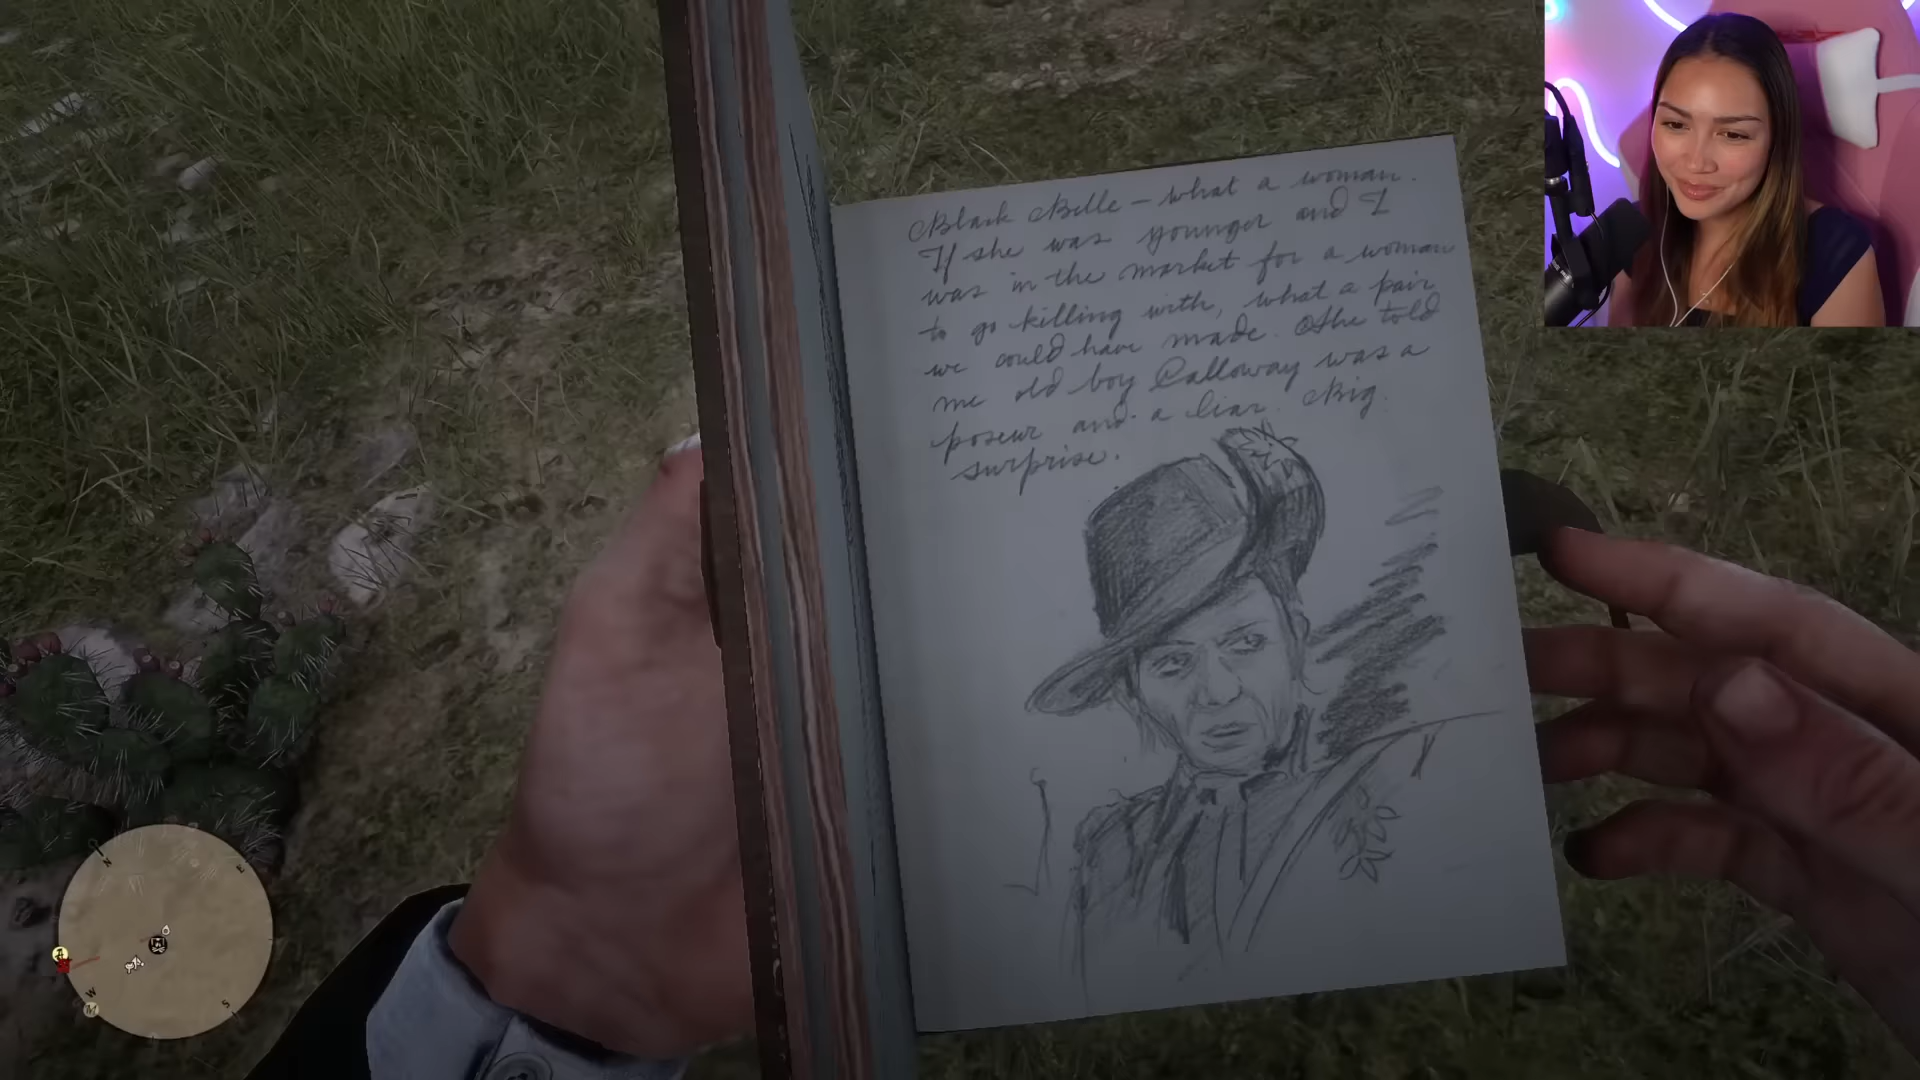 Black Belle – what a woman.
If she was younger and I
was in the market for a woman
to go killing with, what a pair
we could have made. She told
me old boy Calloway was a
poseur and a liar. Big
surprise.
N
E
W
S